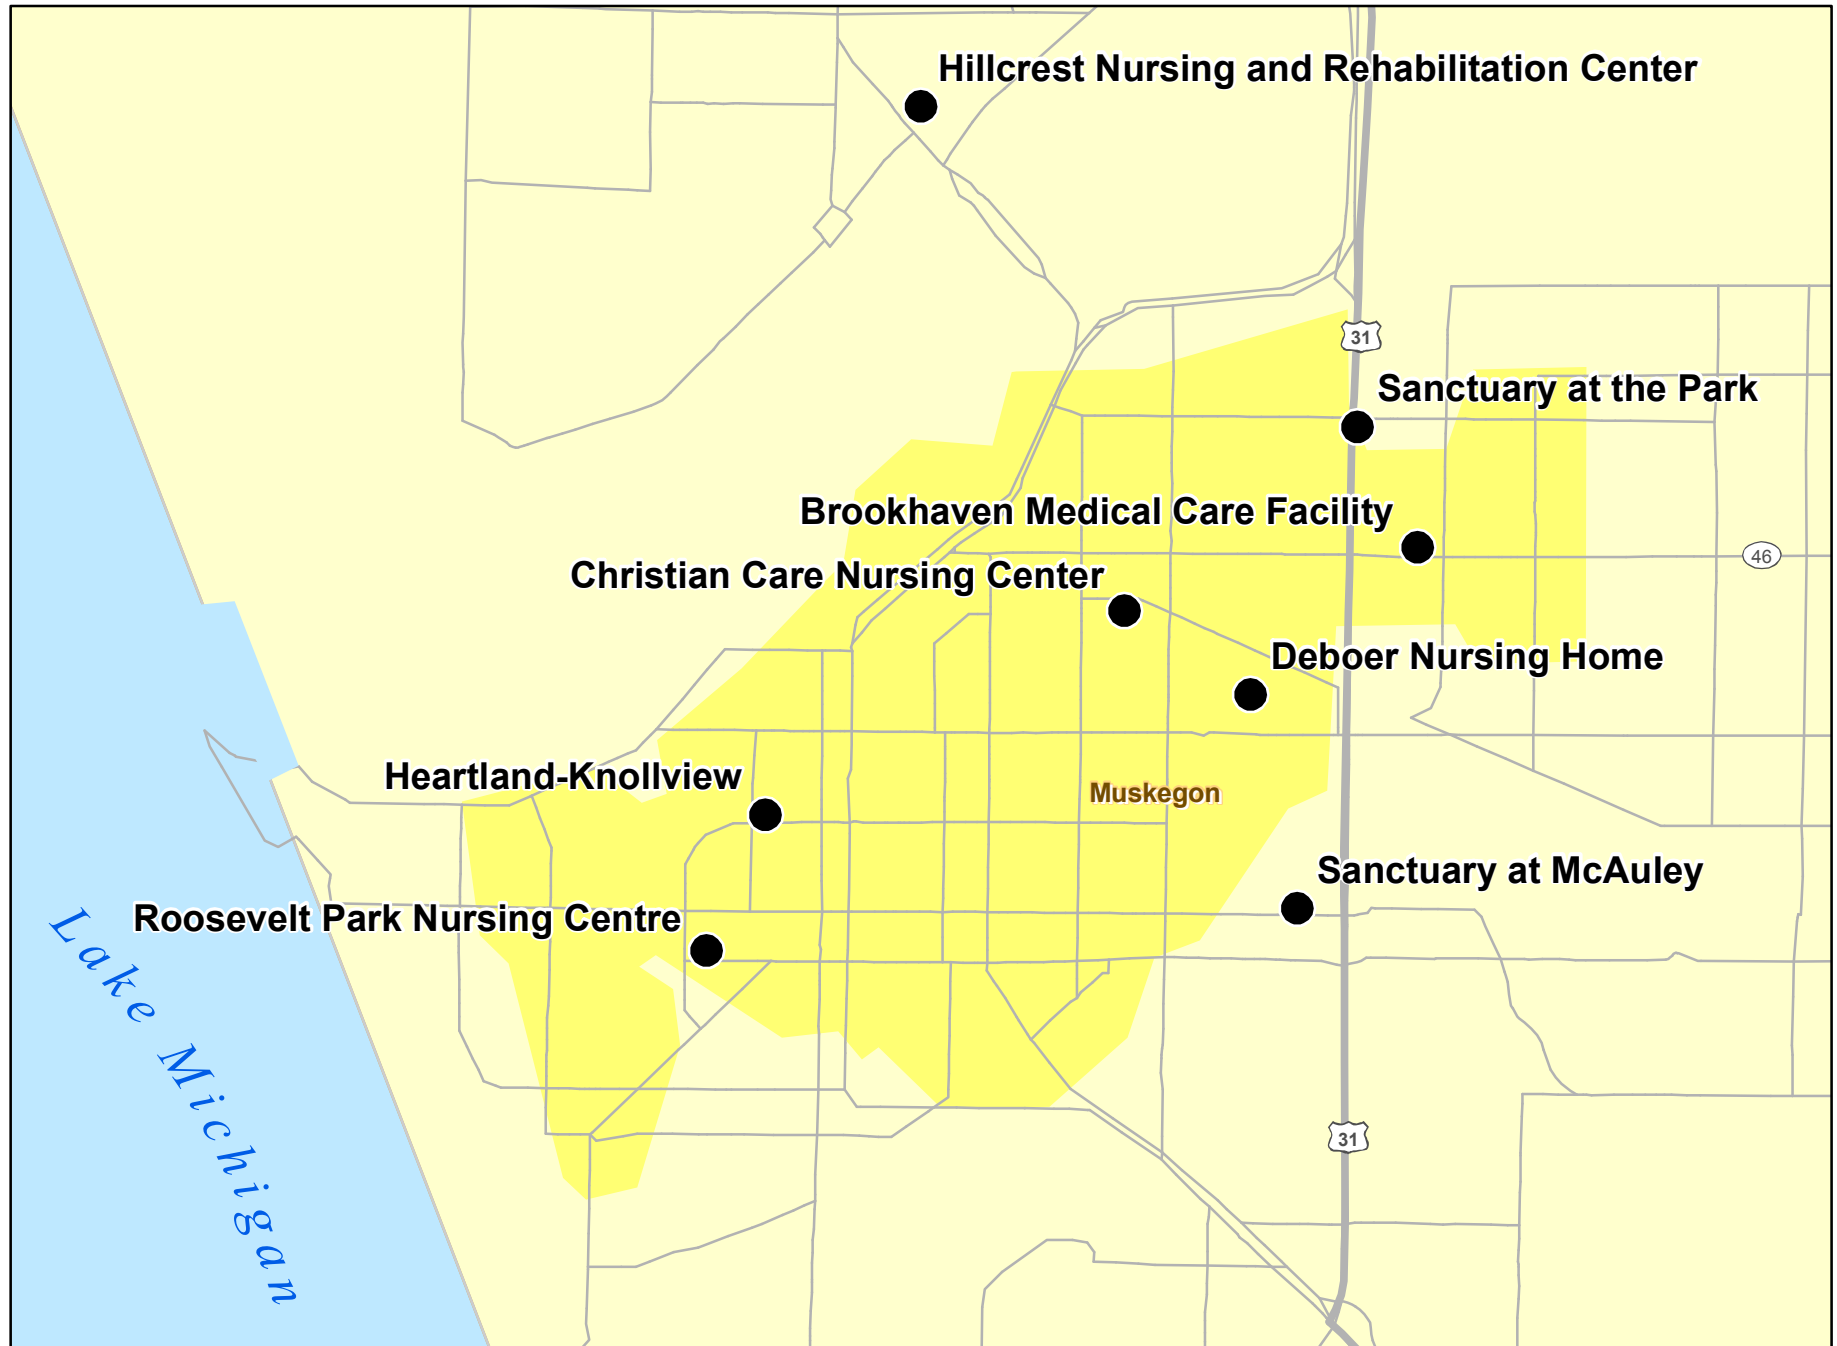 Hillcrest Nursing and Rehabilitation Center
31
Sanctuary at the Park
Brookhaven Medical Care Facility
46
Christian Care Nursing Center
Deboer Nursing Home
Heartland-Knollview
Muskegon
Sanctuary at McAuley
Roosevelt Park Nursing Centre
Lake Michigan
31